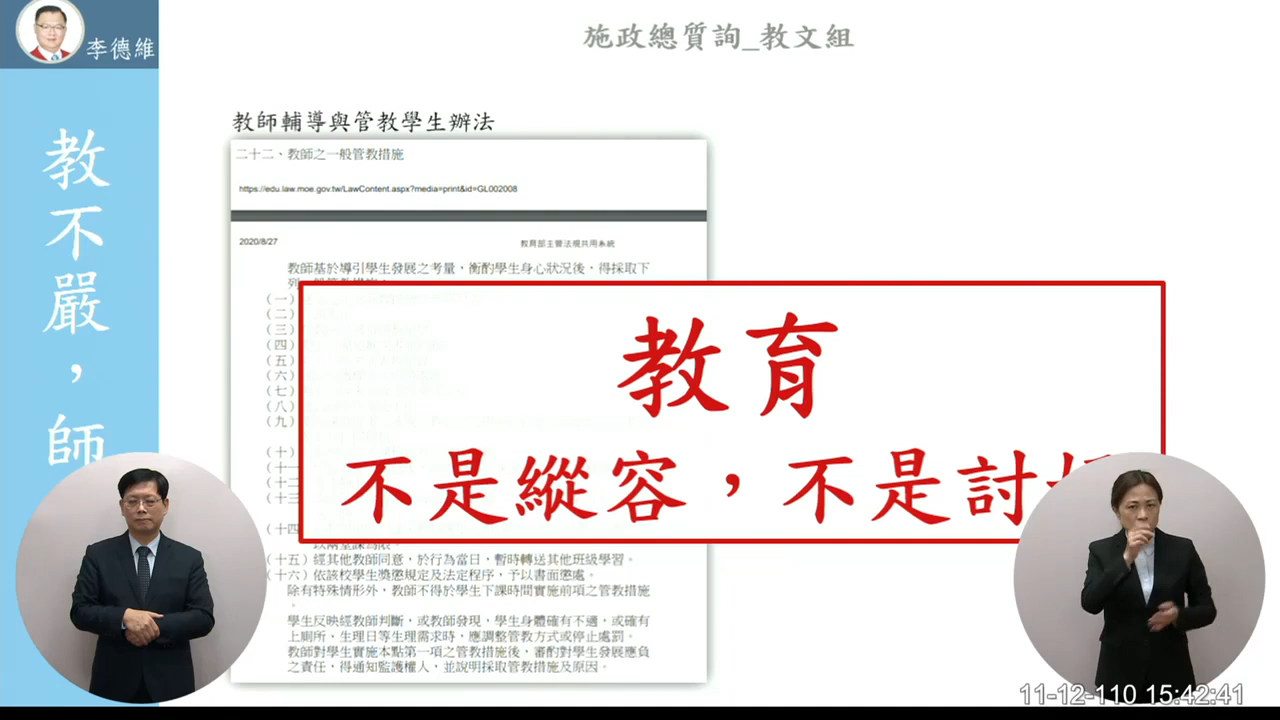 李德維
施政總質詢_教文組
教不嚴，師
教師輔導與管教學生辦法
二十二、教師之一般管教措施
https://edu.law.moe.gov.tw/LawContent.aspx?media=print&id=GL002008
2020/8/27
教育部主管法規共用系統
教師基於導引學生發展之考量，衡酌學生身心狀況後，得採取下
(一)
(二)
(三)
(四)
(五)
(六)
(七)
(八)
(九)
(十)
(十一
(十二
(十三
(十四
教育
不是縱容，不是討
(十五) 經其他教師同意，於行為當日，暫時轉送其他班級學習。
(十六) 依該校學生獎懲規定及法定程序，予以書面懲處。
除有特殊情形外，教師不得於學生下課時間實施前項之管教措施
。
學生反映經教師判斷，或教師發現，學生身體確有不適，或確有
上廁所、生理日等生理需求時，應調整管教方式或停止處罰。
教師對學生實施本點第一項之管教措施後，審酌對學生發展應負
之責任，得通知監護權人，並說明採取管教措施及原因。
11-12-110 15:42:41